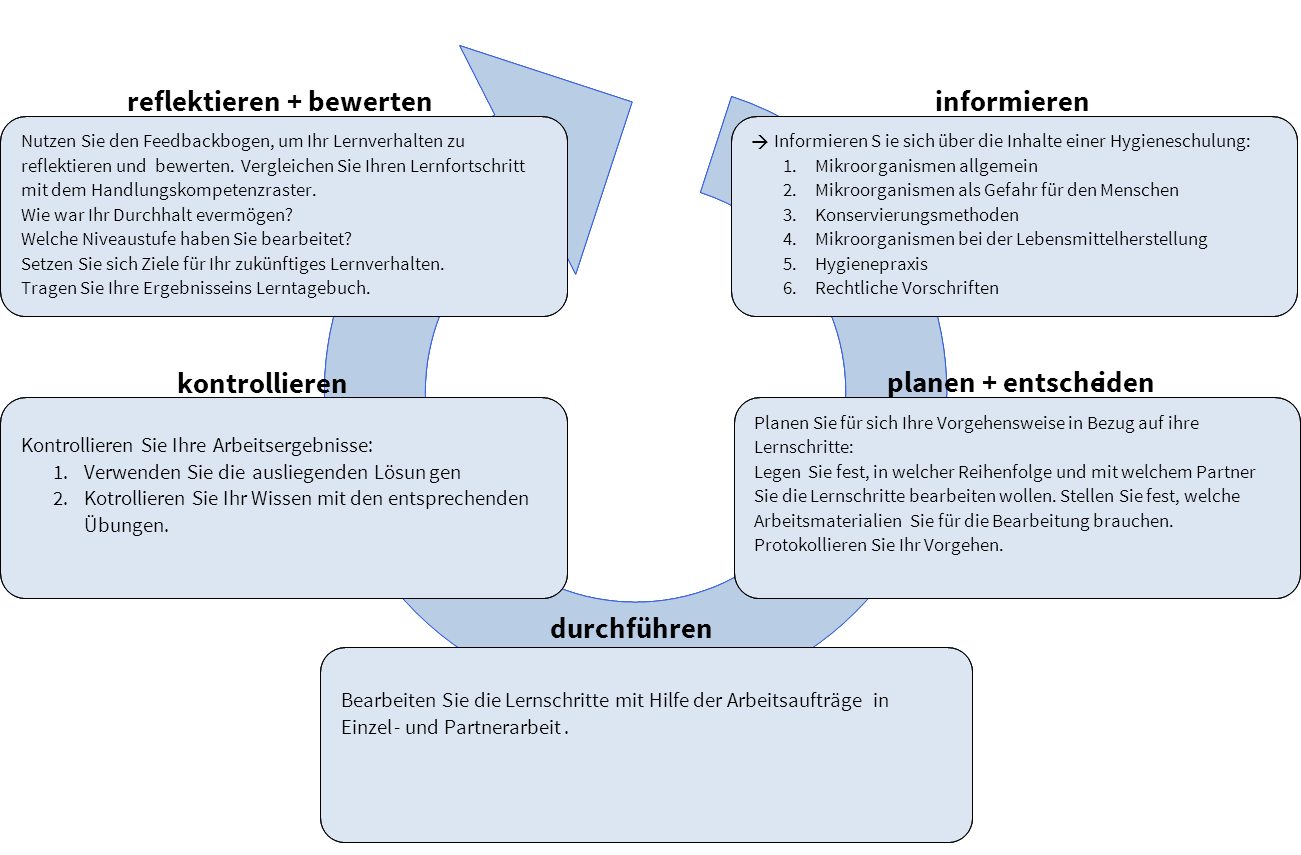 informieren
→ Informieren S ie sich über die Inhalte einer Hygieneschulung:
1. Mikroorganismen allgemein
2. Mikroorganismen als Gefahr für den Menschen
3. Konservierungsmethoden
4. Mikroorganismen bei der Lebensmittelherstellung
5. Hygienepraxis
6. Rechtliche Vorschriften
planen + entscheiden
Planen Sie für sich Ihre Vorgehensweise in Bezug auf ihre
Lernschritte:
Legen Sie fest, in welcher Reihenfolge und mit welchem Partner
Sie die Lernschritte bearbeiten wollen. Stellen Sie fest, welche
Arbeitsmaterialien Sie für die Bearbeitung brauchen.
Protokollieren Sie Ihr Vorgehen.
durchführen
Bearbeiten Sie die Lernschritte mit Hilfe der Arbeitsaufträge in
Einzel- und Partnerarbeit .
kontrollieren
Kontrollieren Sie Ihre Arbeitsergebnisse:
1. Verwenden Sie die ausliegenden Lösun gen
2. Kotrollieren Sie Ihr Wissen mit den entsprechenden
Übungen.
reflektieren + bewerten
Nutzen Sie den Feedbackbogen, um Ihr Lernverhalten zu
reflektieren und bewerten. Vergleichen Sie Ihren Lernfortschritt
mit dem Handlungskompetenzraster.
Wie war Ihr Durchhalt evermögen?
Welche Niveaustufe haben Sie bearbeitet?
Setzen Sie sich Ziele für Ihr zukünftiges Lernverhalten.
Tragen Sie Ihre Ergebnisseins Lerntagebuch.